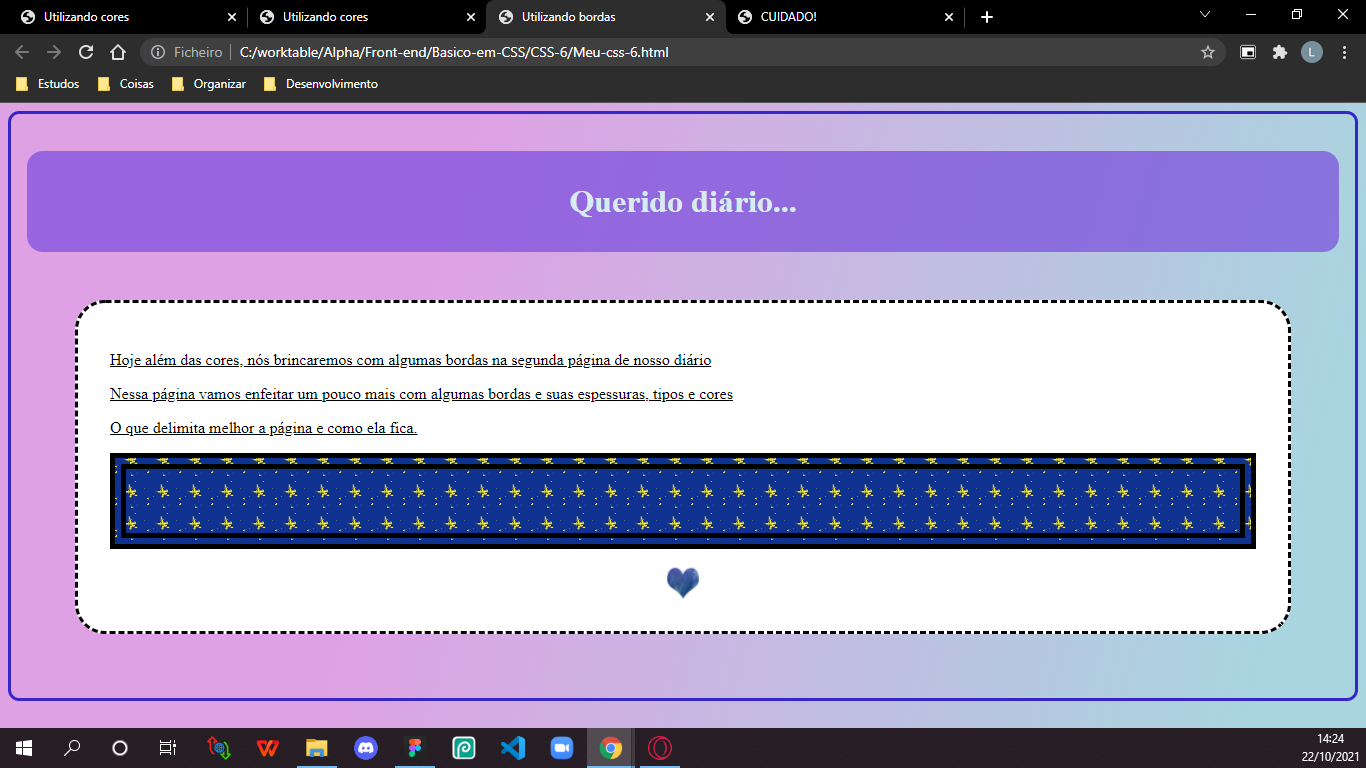 Utilizando cores
Utilizando cores
Utilizando bordas
CUIDADO!
Ficheiro
C:/worktable/Alpha/Front-end/Basico-em-CSS/CSS-6/Meu-css-6.html
L
Estudos
Coisas
Organizar
Desenvolvimento
Querido diário...
Hoje além das cores, nós brincaremos com algumas bordas na segunda página de nosso diário
Nessa página vamos enfeitar um pouco mais com algumas bordas e suas espessuras, tipos e cores
O que delimita melhor a página e como ela fica.
14:24
22/10/2021